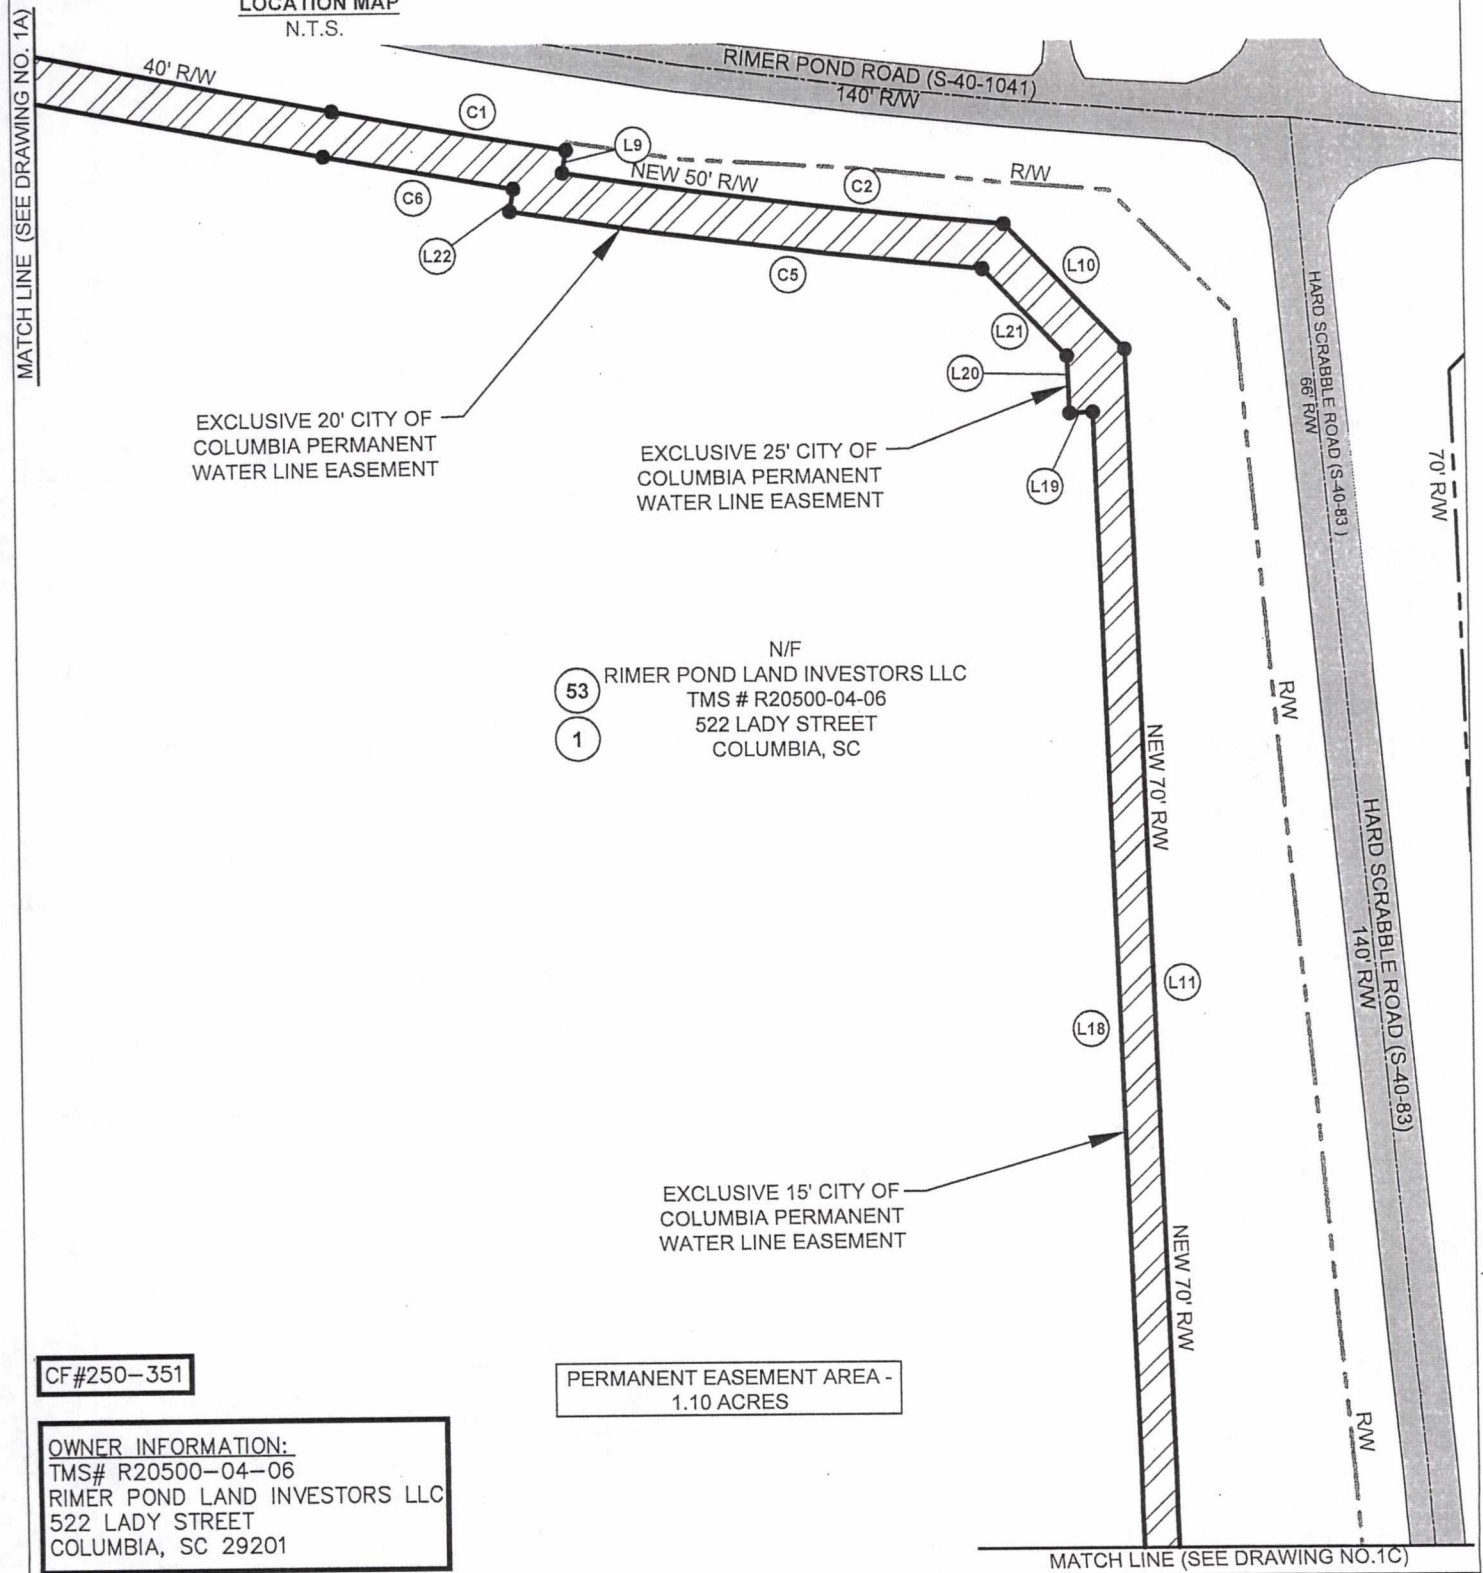 LOCATION MAP
N.T.S.
MATCH LINE (SEE DRAWING NO. 1A)
40' R/W
RIMER POND ROAD (S-40-1041)
140' R/W
C1
L9
NEW 50' R/W
C2
R/W
C6
L22
C5
L10
L21
L20
L19
HARD SCRABBLE ROAD (S-40-83 )
66' R/W
70' R/W
EXCLUSIVE 20' CITY OF
COLUMBIA PERMANENT
WATER LINE EASEMENT
EXCLUSIVE 25' CITY OF
COLUMBIA PERMANENT
WATER LINE EASEMENT
N/F
53
RIMER POND LAND INVESTORS LLC
TMS # R20500-04-06
1
522 LADY STREET
COLUMBIA, SC
R/W
NEW 70' R/W
HARD SCRABBLE ROAD (S-40-83)
140' R/W
L11
L18
EXCLUSIVE 15' CITY OF
COLUMBIA PERMANENT
WATER LINE EASEMENT
NEW 70' R/W
R/W
CF#250-351
PERMANENT EASEMENT AREA -
1.10 ACRES
OWNER INFORMATION:
TMS# R20500-04-06
RIMER POND LAND INVESTORS LLC
522 LADY STREET
COLUMBIA, SC 29201
MATCH LINE (SEE DRAWING NO.1C)